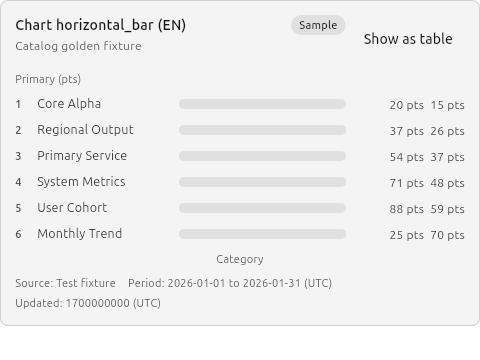 Chart horizontal_bar (EN)
Sample
Show as table
Catalog golden fixture
Primary (pts)
1 Core Alpha 20 pts 15 pts
2 Regional Output 37 pts 26 pts
3 Primary Service 54 pts 37 pts
4 System Metrics 71 pts 48 pts
5 User Cohort 88 pts 59 pts
6 Monthly Trend 25 pts 70 pts
Category
Source: Test fixture Period: 2026-01-01 to 2026-01-31 (UTC)
Updated: 1700000000 (UTC)